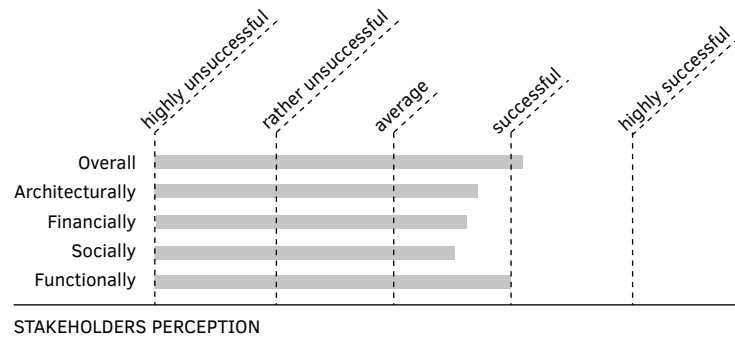 highly unsuccessful
rather unsuccessful
average
successful
highly successful
Overall
Architecturally
Financially
Socially
Functionally
STAKEHOLDERS PERCEPTION